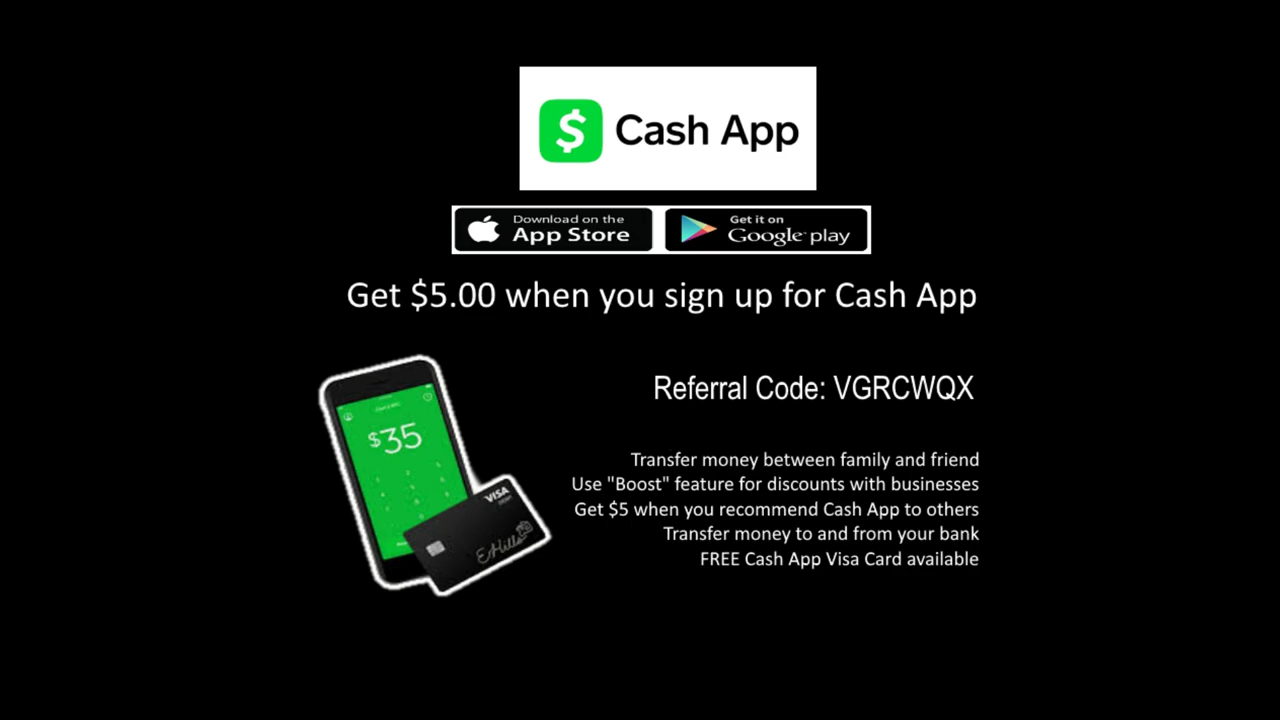 Cash App
Download on the
App Store
Get it on
Google play
Get $5.00 when you sign up for Cash App
Referral Code: VGRCWQX
$35
VISA
Transfer money between family and friend
Use "Boost" feature for discounts with businesses
Get $5 when you recommend Cash App to others
Transfer money to and from your bank
FREE Cash App Visa Card available